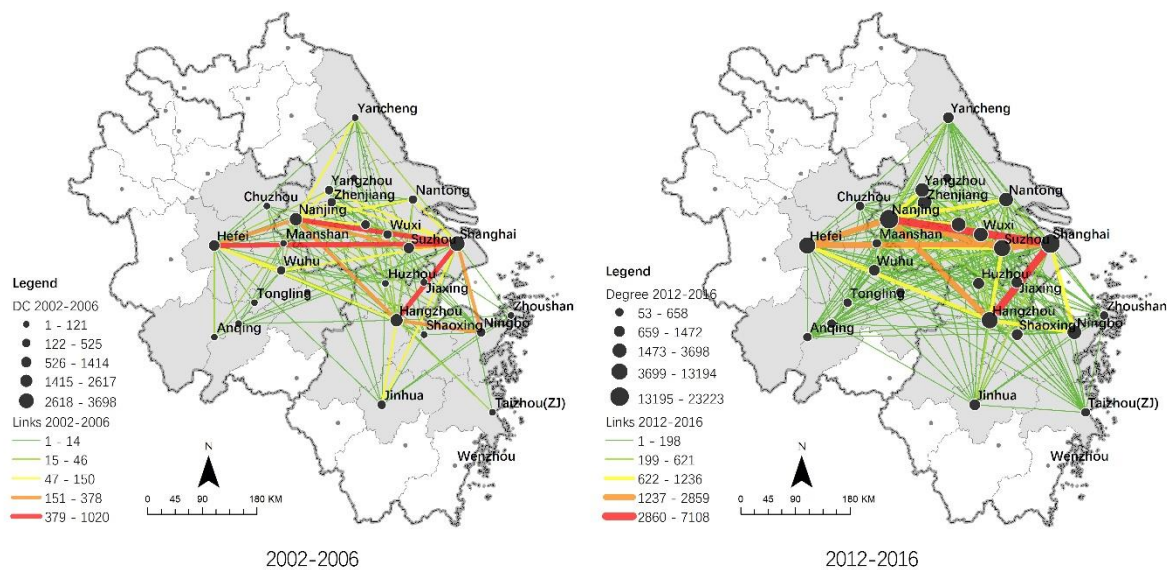 Yancheng
Yangzhou
Zhenjiang
Nantong
Chuzhou
Nanjing
Wuxi
Hefei
Maanshan
Suzhou
Shanghai
Wuhu
Huzhou
Jiaxing
Tongling
Zhoushan
Hangzhou
Shaoxing
Ningbo
Anqing
Jinhua
Taizhou(ZJ)
Wenzhou
Legend
DC 2002-2006
1 - 121
122 - 525
526 - 1414
1415 - 2617
2618 - 3698
Links 2002-2006
1 - 14
15 - 46
47 - 150
151 - 378
379 - 1020
N
0 45 90 180 KM
2002-2006
Yancheng
Yangzhou
Zhenjiang
Nantong
Chuzhou
Nanjing
Wuxi
Hefei
Maanshan
Suzhou
Shanghai
Wuhu
Huzhou
Jiaxing
Tongling
Zhoushan
Hangzhou
Shaoxing
Ningbo
Anqing
Jinhua
Taizhou(ZJ)
Wenzhou
Legend
Degree 2012-2016
53 - 658
659 - 1472
1473 - 3698
3699 - 13194
13195 - 23223
Links 2012-2016
1 - 198
199 - 621
622 - 1236
1237 - 2859
2860 - 7108
N
0 45 90 180 KM
2012-2016